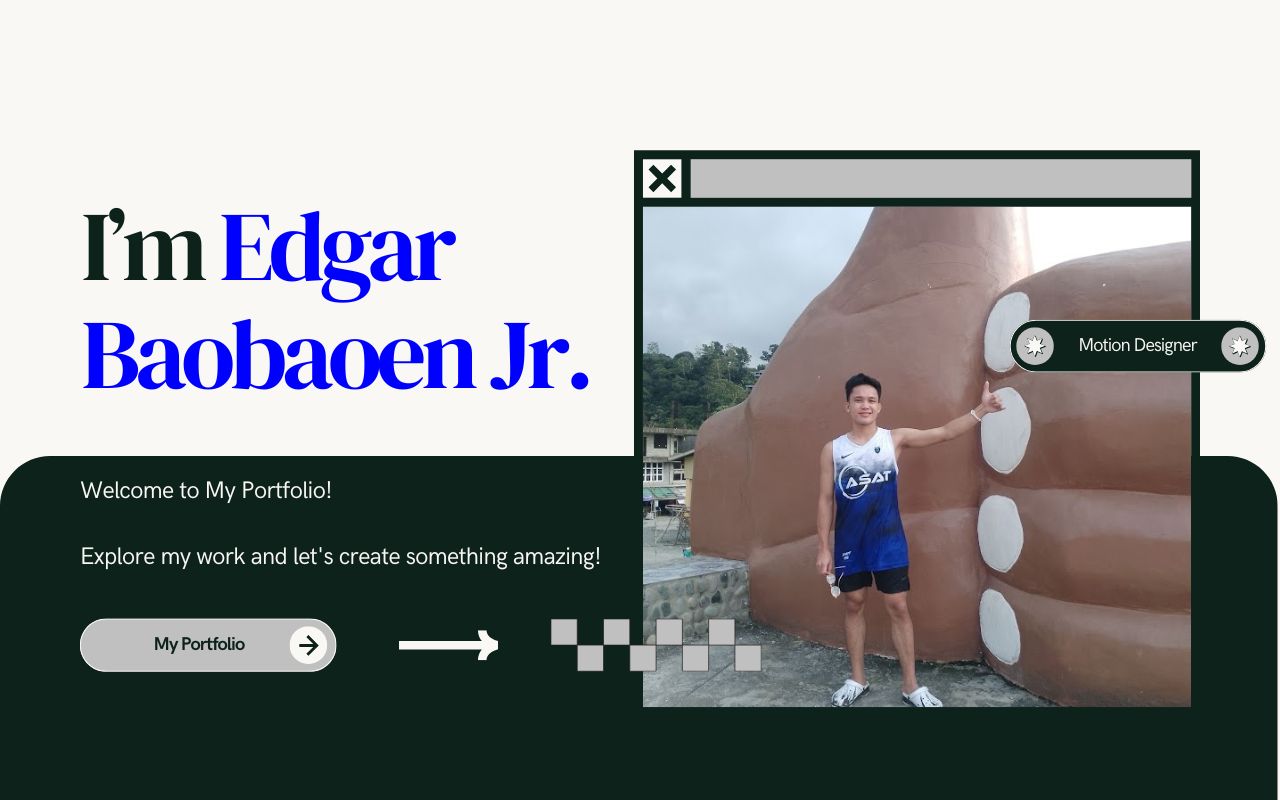 I'm Edgar
Baobaoen Jr.
Welcome to My Portfolio!
Explore my work and let's create something amazing!
My Portfolio
Motion Designer
ASAT